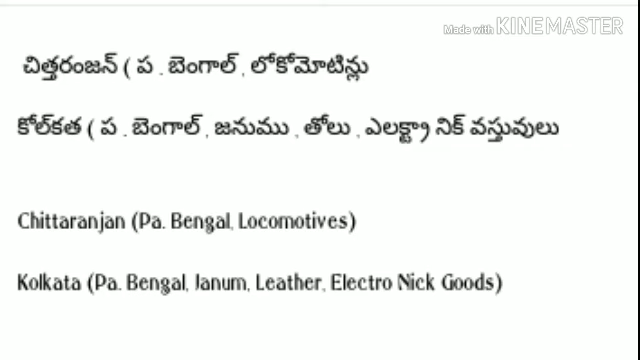 Made with KINEMASTER
చిత్తరంజన్ ( ప . బెంగాల్ , లోకోమోటిన్లు
కోల్‌కత ( ప . బెంగాల్ , జనుము , తోలు , ఎలక్ట్రా నిక్ వస్తువులు
Chittaranjan (Pa. Bengal, Locomotives)
Kolkata (Pa. Bengal, Janum, Leather, Electro Nick Goods)